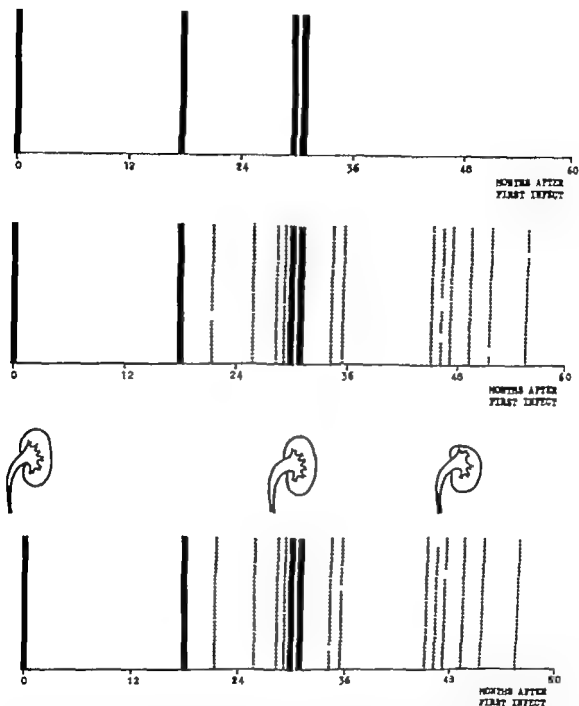 0 12 24 36 48 60
MONTHS AFTER
FIRST INFECT
0 12 24 36 48 60
MONTHS AFTER
FIRST INFECT
0 12 24 36 43 50
MONTHS AFTER
FIRST INFECT